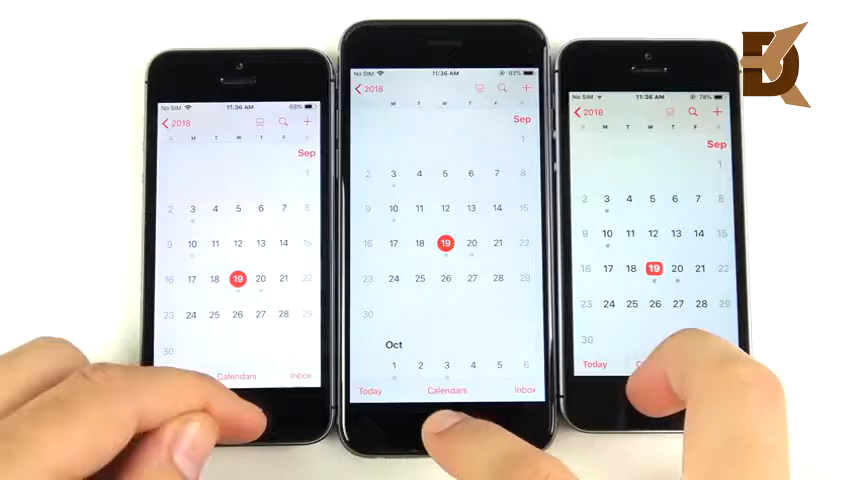 No SIM 11:36 AM 68%
2018
S M T W T F S
Sep
1
2 3 4 5 6 7 8
9 10 11 12 13 14 15
16 17 18 19 20 21 22
23 24 25 26 27 28 29
30
Calendars Inbox
No SIM 11:36 AM 93%
2018
M T W T F
Sep
1
2 3 4 5 6 7 8
9 10 11 12 13 14 15
16 17 18 19 20 21 22
23 24 25 26 27 28 29
30
Oct
1 2 3 4 5 6
Today Calendars Inbox
No SIM 11:36 AM 78%
2018
S M T W T F S
Sep
1
2 3 4 5 6 7 8
9 10 11 12 13 14 15
16 17 18 19 20 21 22
23 24 25 26 27 28 29
30
Today
D